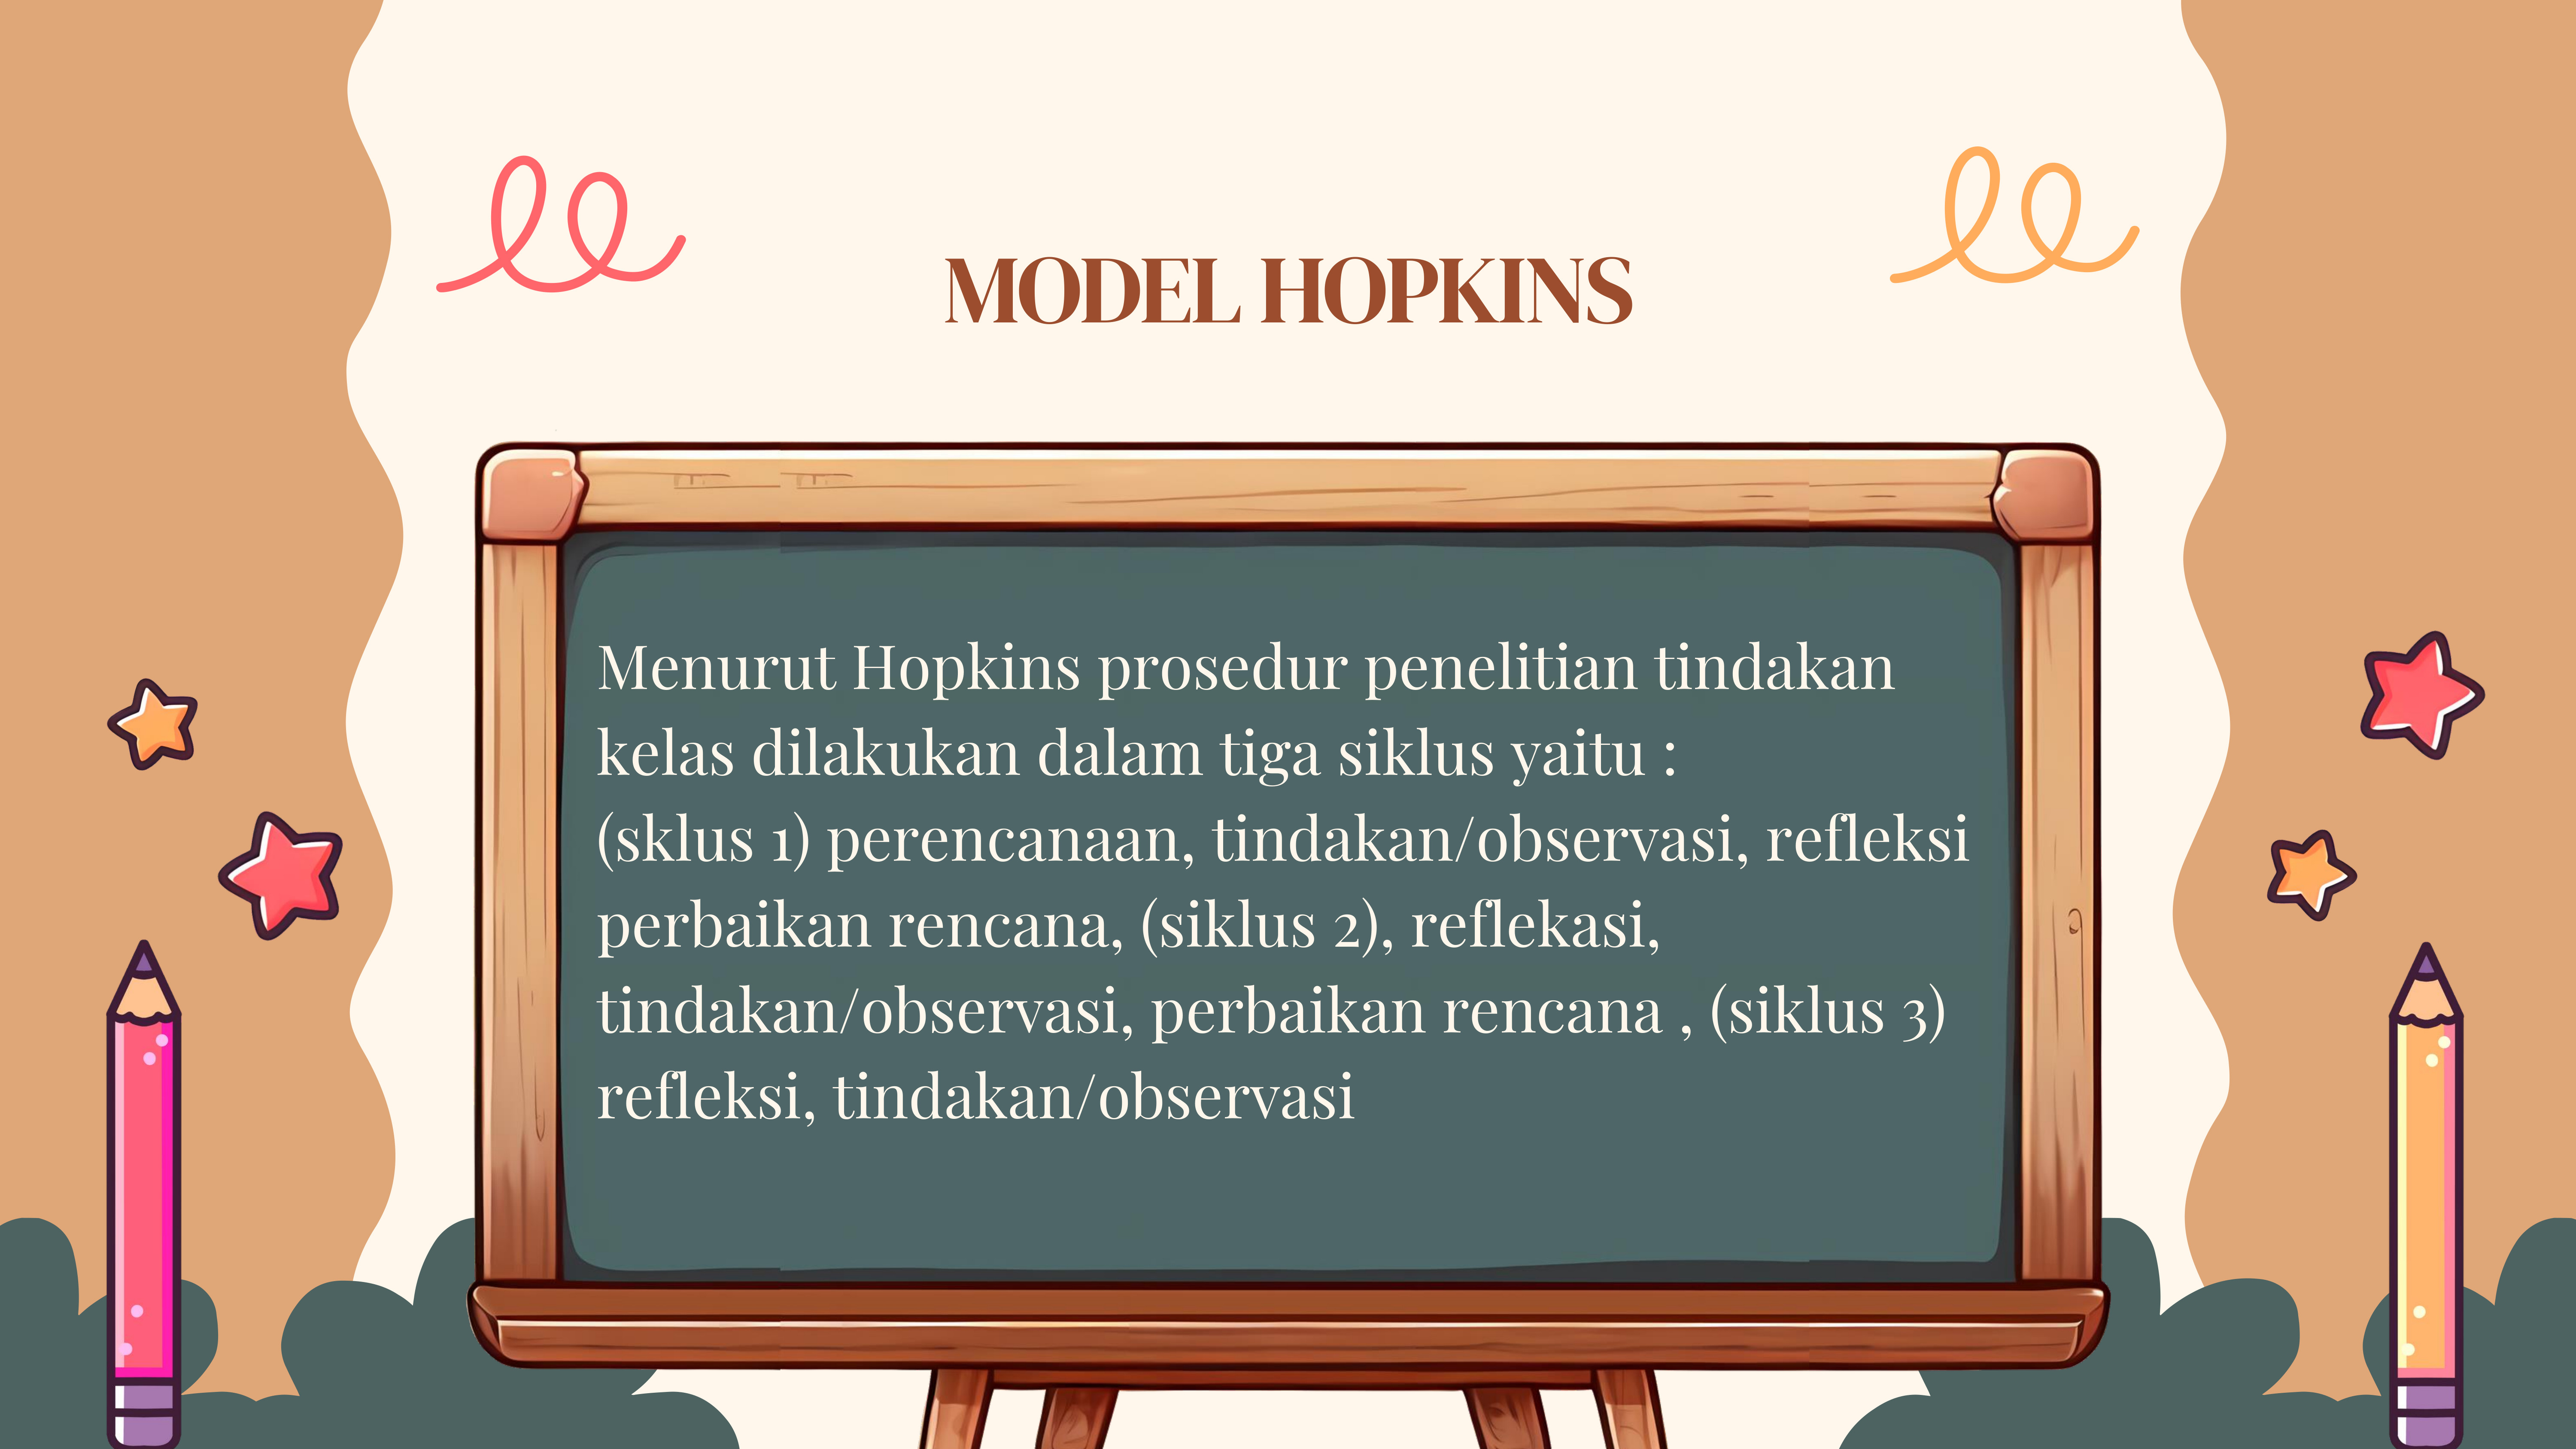 MODEL HOPKINS
Menurut Hopkins prosedur penelitian tindakan
kelas dilakukan dalam tiga siklus yaitu :
(sklus 1) perencanaan, tindakan/observasi, refleksi
perbaikan rencana, (siklus 2), reflekasi,
tindakan/observasi, perbaikan rencana , (siklus 3)
refleksi, tindakan/observasi